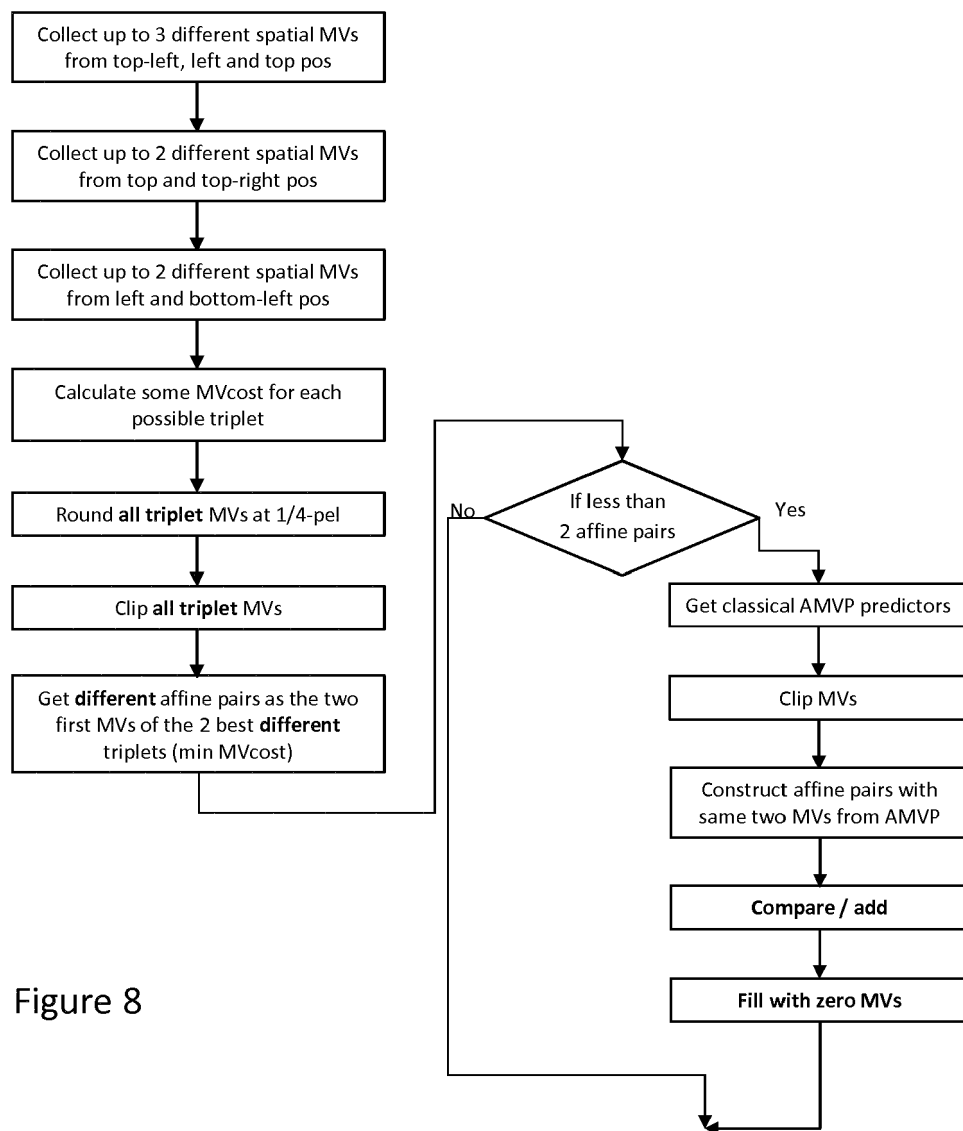 Collect up to 3 different spatial MVs
from top-left, left and top pos
Collect up to 2 different spatial MVs
from top and top-right pos
Collect up to 2 different spatial MVs
from left and bottom-left pos
Calculate some MVcost for each
possible triplet
Round all triplet MVs at 1/4-pel
Clip all triplet MVs
Get different affine pairs as the two
first MVs of the 2 best different
triplets (min MVcost)
If less than
2 affine pairs
No
Yes
Get classical AMVP predictors
Clip MVs
Construct affine pairs with
same two MVs from AMVP
Compare / add
Fill with zero MVs
Figure 8